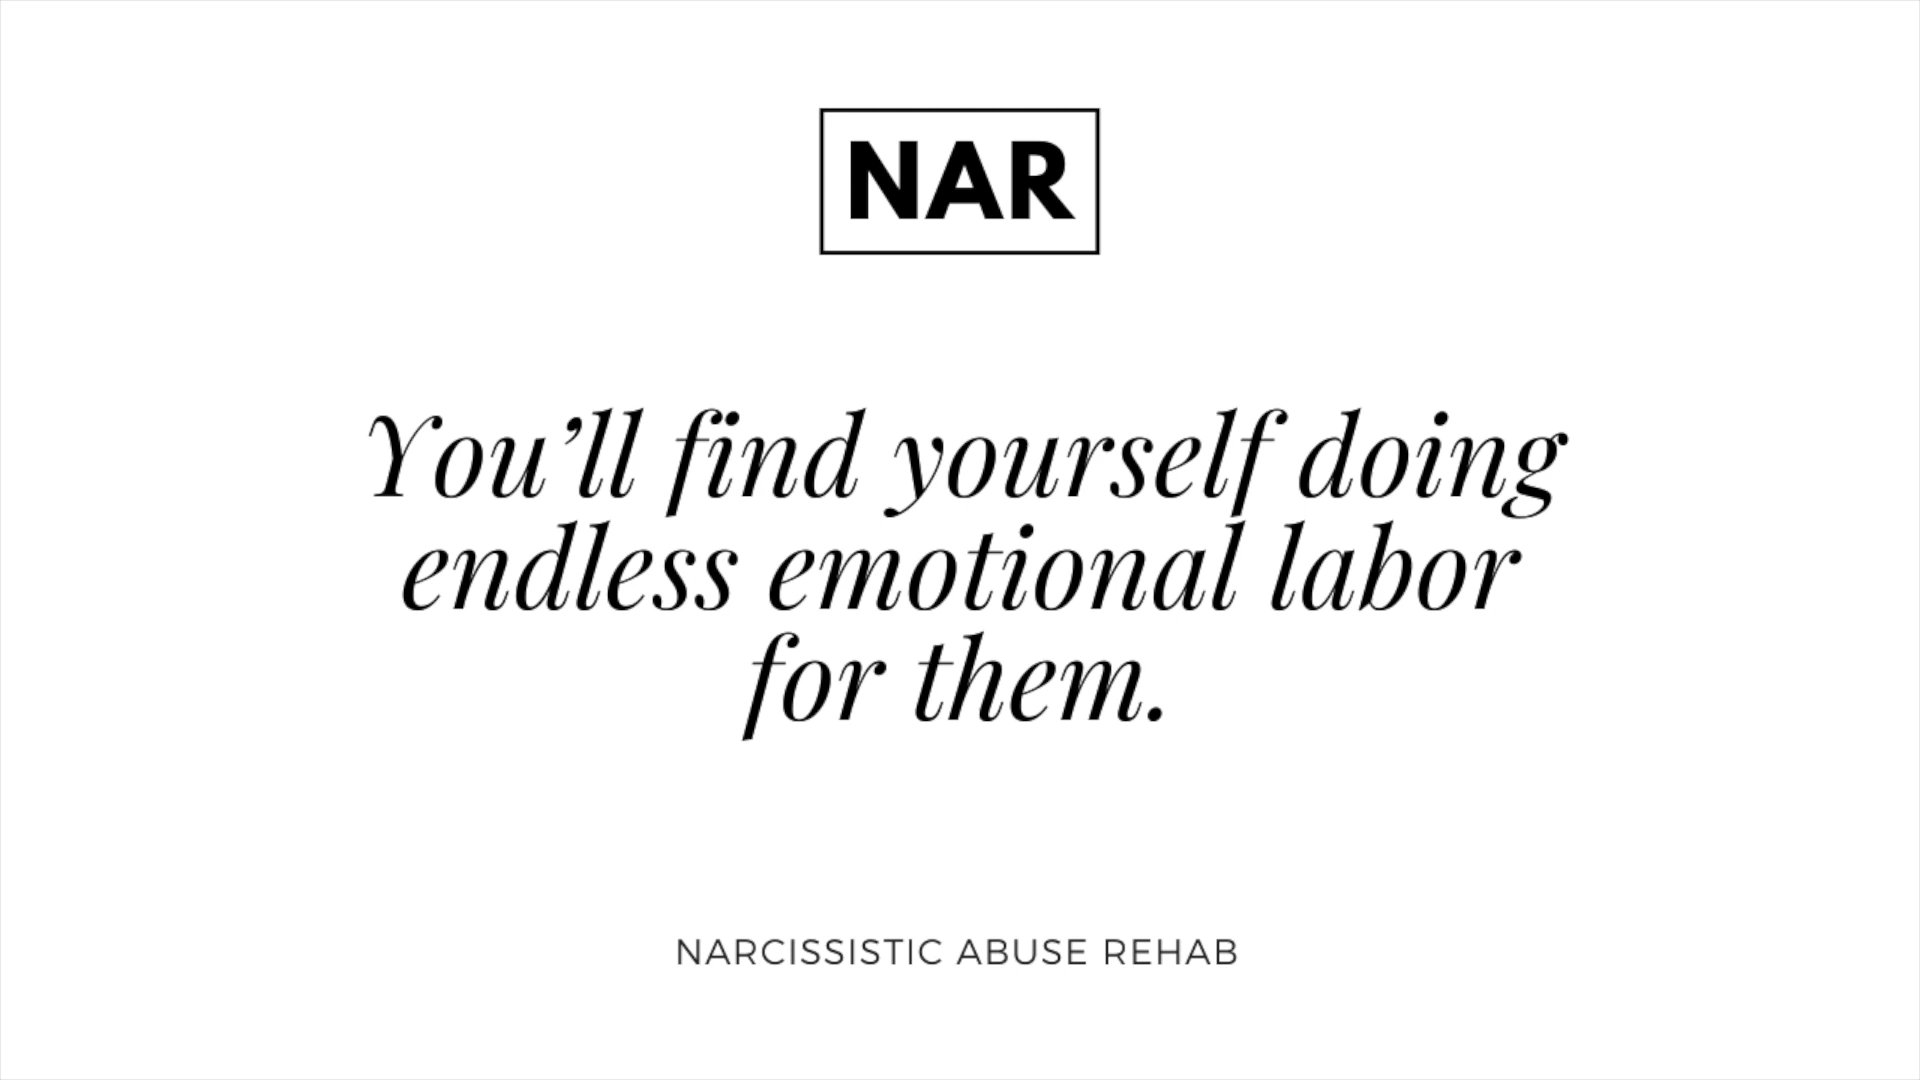 NAR
You’ll find yourself doing
endless emotional labor
for them.
NARCISSISTIC ABUSE REHAB